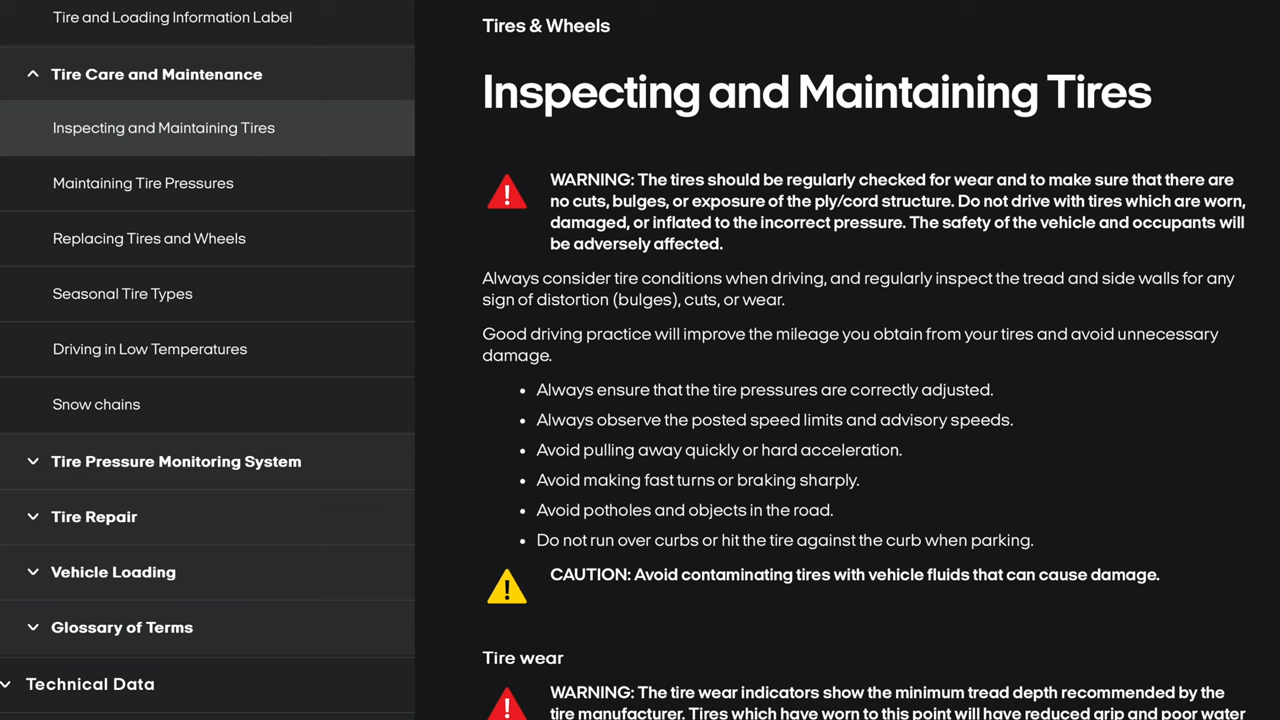 Tire and Loading Information Label
Tire Care and Maintenance
Inspecting and Maintaining Tires
Maintaining Tire Pressures
Replacing Tires and Wheels
Seasonal Tire Types
Driving in Low Temperatures
Snow chains
Tire Pressure Monitoring System
Tire Repair
Vehicle Loading
Glossary of Terms
Technical Data
Tires & Wheels
Inspecting and Maintaining Tires
WARNING: The tires should be regularly checked for wear and to make sure that there are
no cuts, bulges, or exposure of the ply/cord structure. Do not drive with tires which are worn,
damaged, or inflated to the incorrect pressure. The safety of the vehicle and occupants will
be adversely affected.
Always consider tire conditions when driving, and regularly inspect the tread and side walls for any
sign of distortion (bulges), cuts, or wear.
Good driving practice will improve the mileage you obtain from your tires and avoid unnecessary
damage.
• Always ensure that the tire pressures are correctly adjusted.
• Always observe the posted speed limits and advisory speeds.
• Avoid pulling away quickly or hard acceleration.
• Avoid making fast turns or braking sharply.
• Avoid potholes and objects in the road.
• Do not run over curbs or hit the tire against the curb when parking.
CAUTION: Avoid contaminating tires with vehicle fluids that can cause damage.
Tire wear
WARNING: The tire wear indicators show the minimum tread depth recommended by the
tire manufacturer. Tires which have worn to this point will have reduced grip and poor water